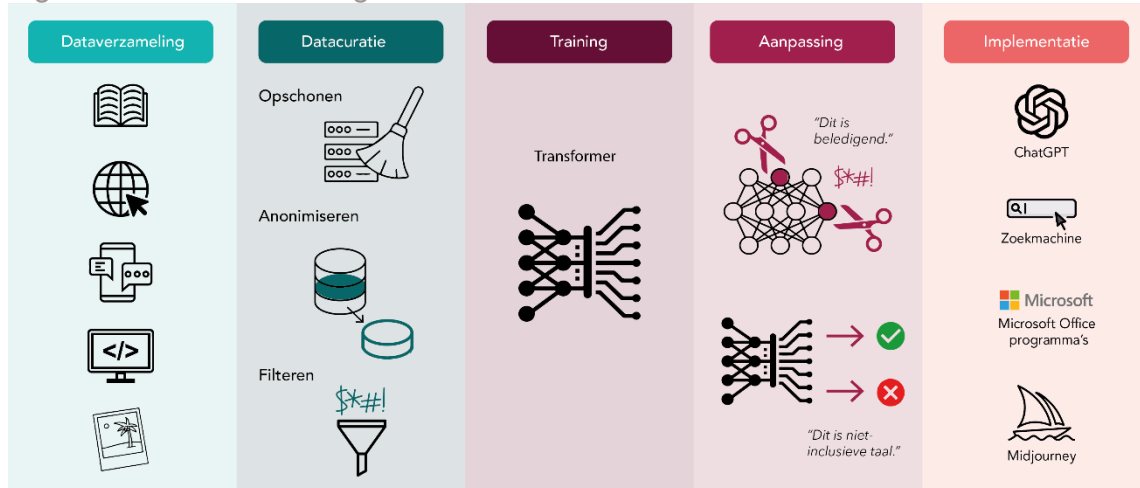 Dataverzameling
Datacuratie
Training
Aanpassing
Implementatie
</>
Opschonen
Anonimiseren
Filteren
$*#!
Transformer
"Dit is
beledigend."
$*#!
"Dit is niet-
inclusieve taal."
ChatGPT
Zoekmachine
Microsoft
Microsoft Office
programma's
Midjourney